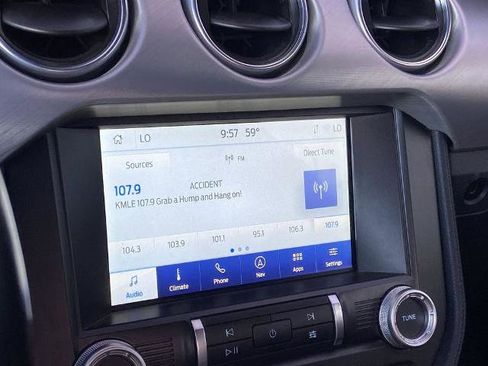 LO 9:57 59° LO
Sources FM Direct Tune
107.9 ACCIDENT
KMLE 107.9 Grab a Hump and Hang on!
104.3 103.9 101.1 95.1 106.3 107.9
Audio Climate Phone Nav Apps Settings
TUNE